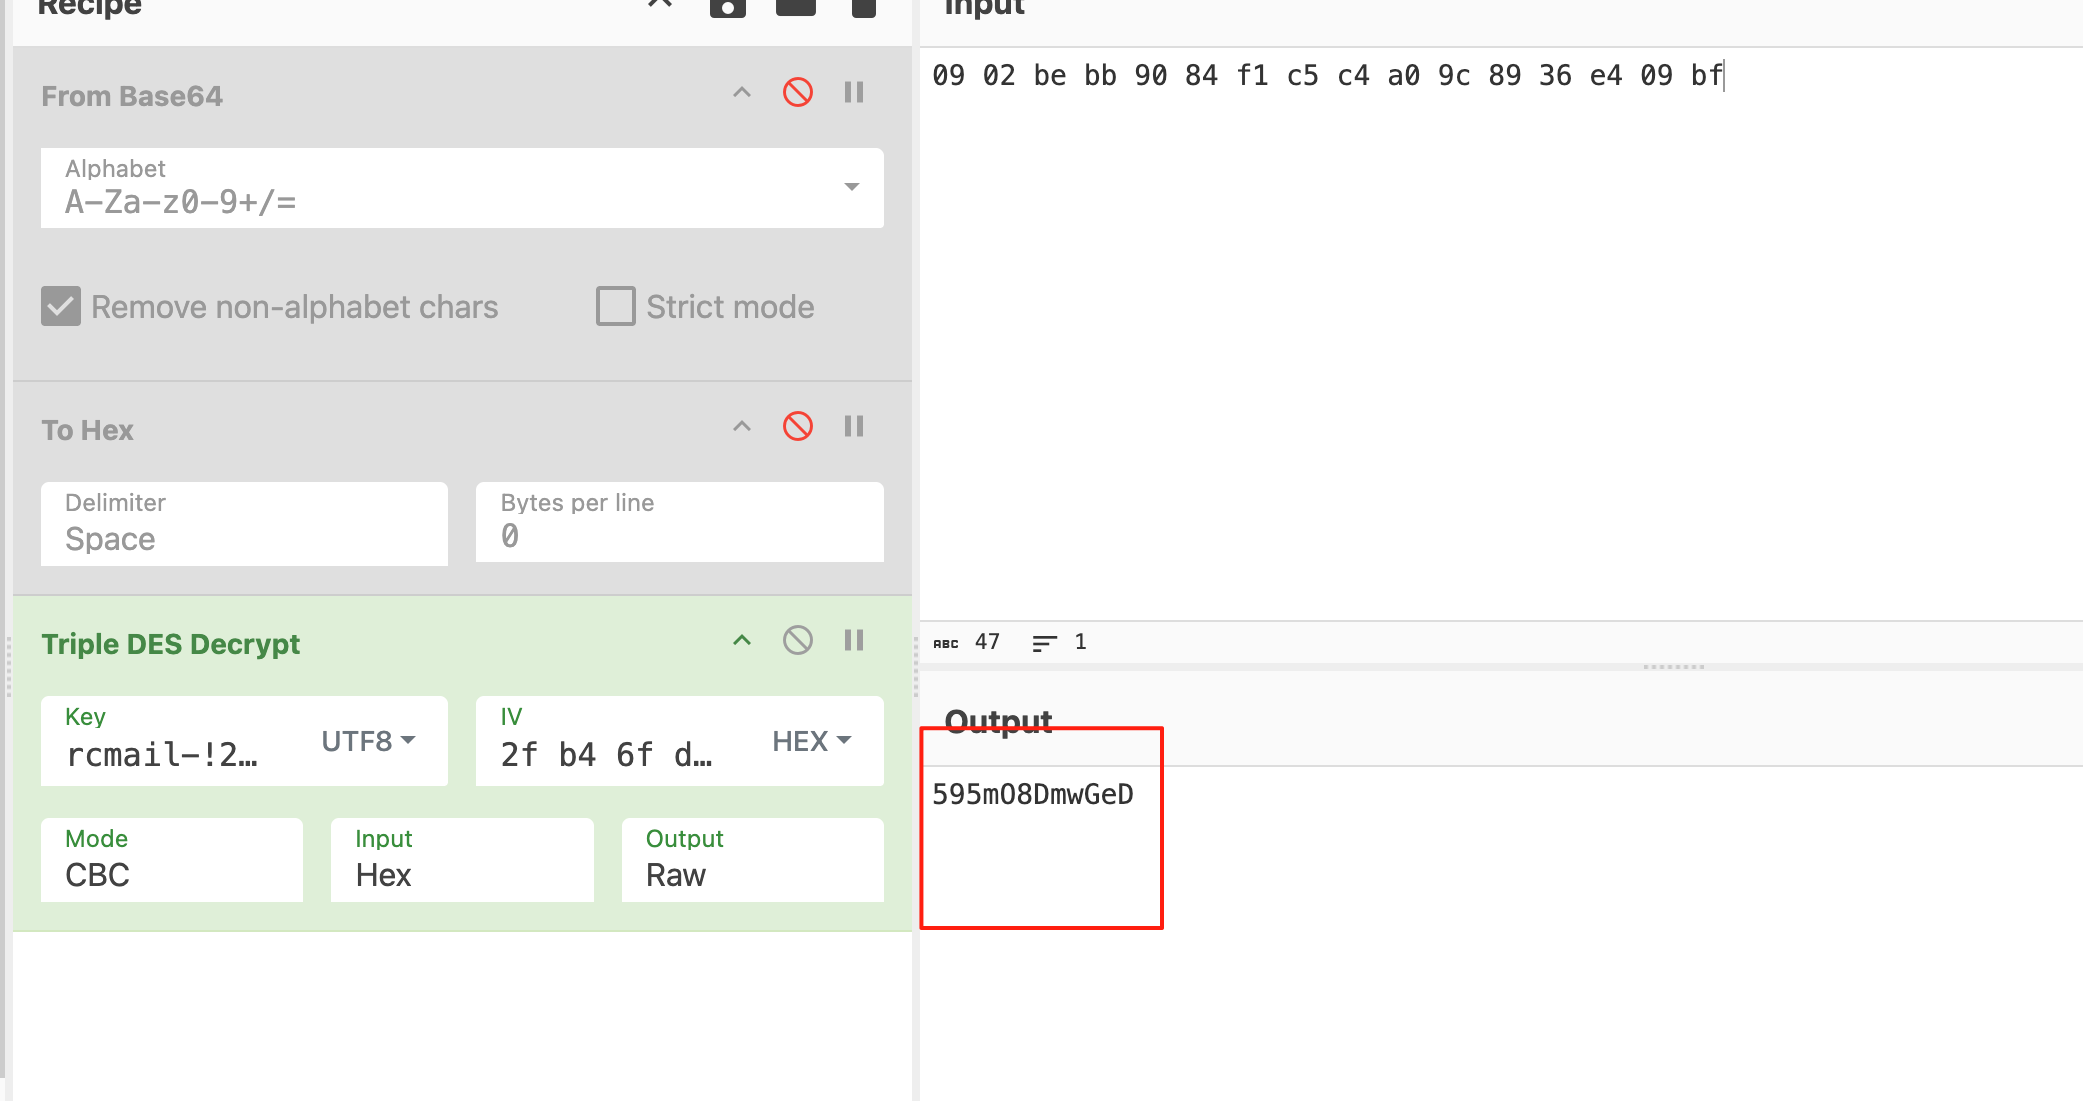 Recipe
From Base64
Alphabet
A-Za-z0-9+/=
Remove non-alphabet chars
Strict mode
To Hex
Delimiter
Space
Bytes per line
0
Triple DES Decrypt
Key
rcmail-!2…
UTF8
IV
2f b4 6f d…
HEX
Mode
CBC
Input
Hex
Output
Raw
Input
09 02 be bb 90 84 f1 c5 c4 a0 9c 89 36 e4 09 bf
ABC 47 1
Output
595mO8DmwGeD